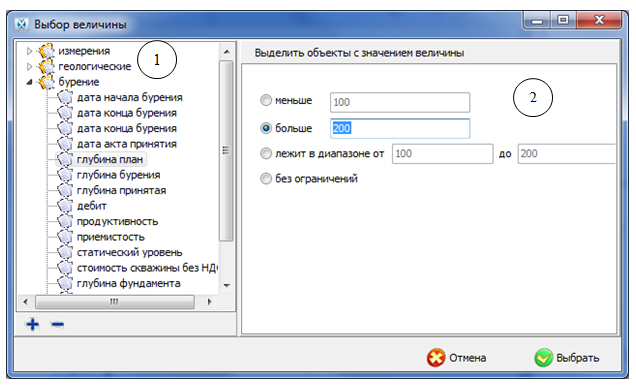 Выбор величины
измерения
геологические
бурение
дата начала бурения
дата конца бурения
дата конца бурения
дата акта принятия
глубина план
глубина бурения
глубина принятая
дебит
продуктивность
приемистость
статический уровень
стоимость скважины без НДС
глубина фундамента
1
Выделить объекты с значением величины
меньше 100
больше 200
лежит в диапазоне от 100 до 200
без ограничений
2
Отмена Выбрать